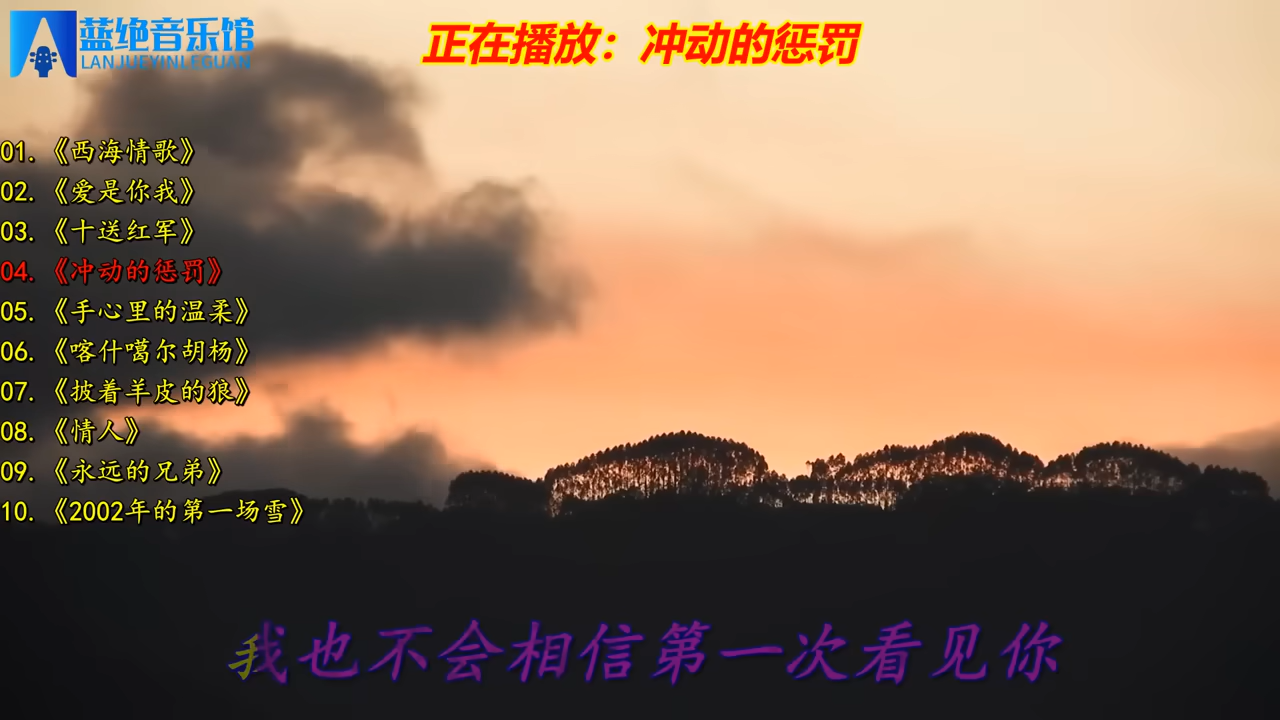 蓝绝音乐馆
LANJUEYINLEGUAN
正在播放：冲动的惩罚
01.《西海情歌》
02.《爱是你我》
03.《十送红军》
04.《冲动的惩罚》
05.《手心里的温柔》
06.《喀什噶尔胡杨》
07.《披着羊皮的狼》
08.《情人》
09.《永远的兄弟》
10.《2002年的第一场雪》
我也不会相信第一次看见你